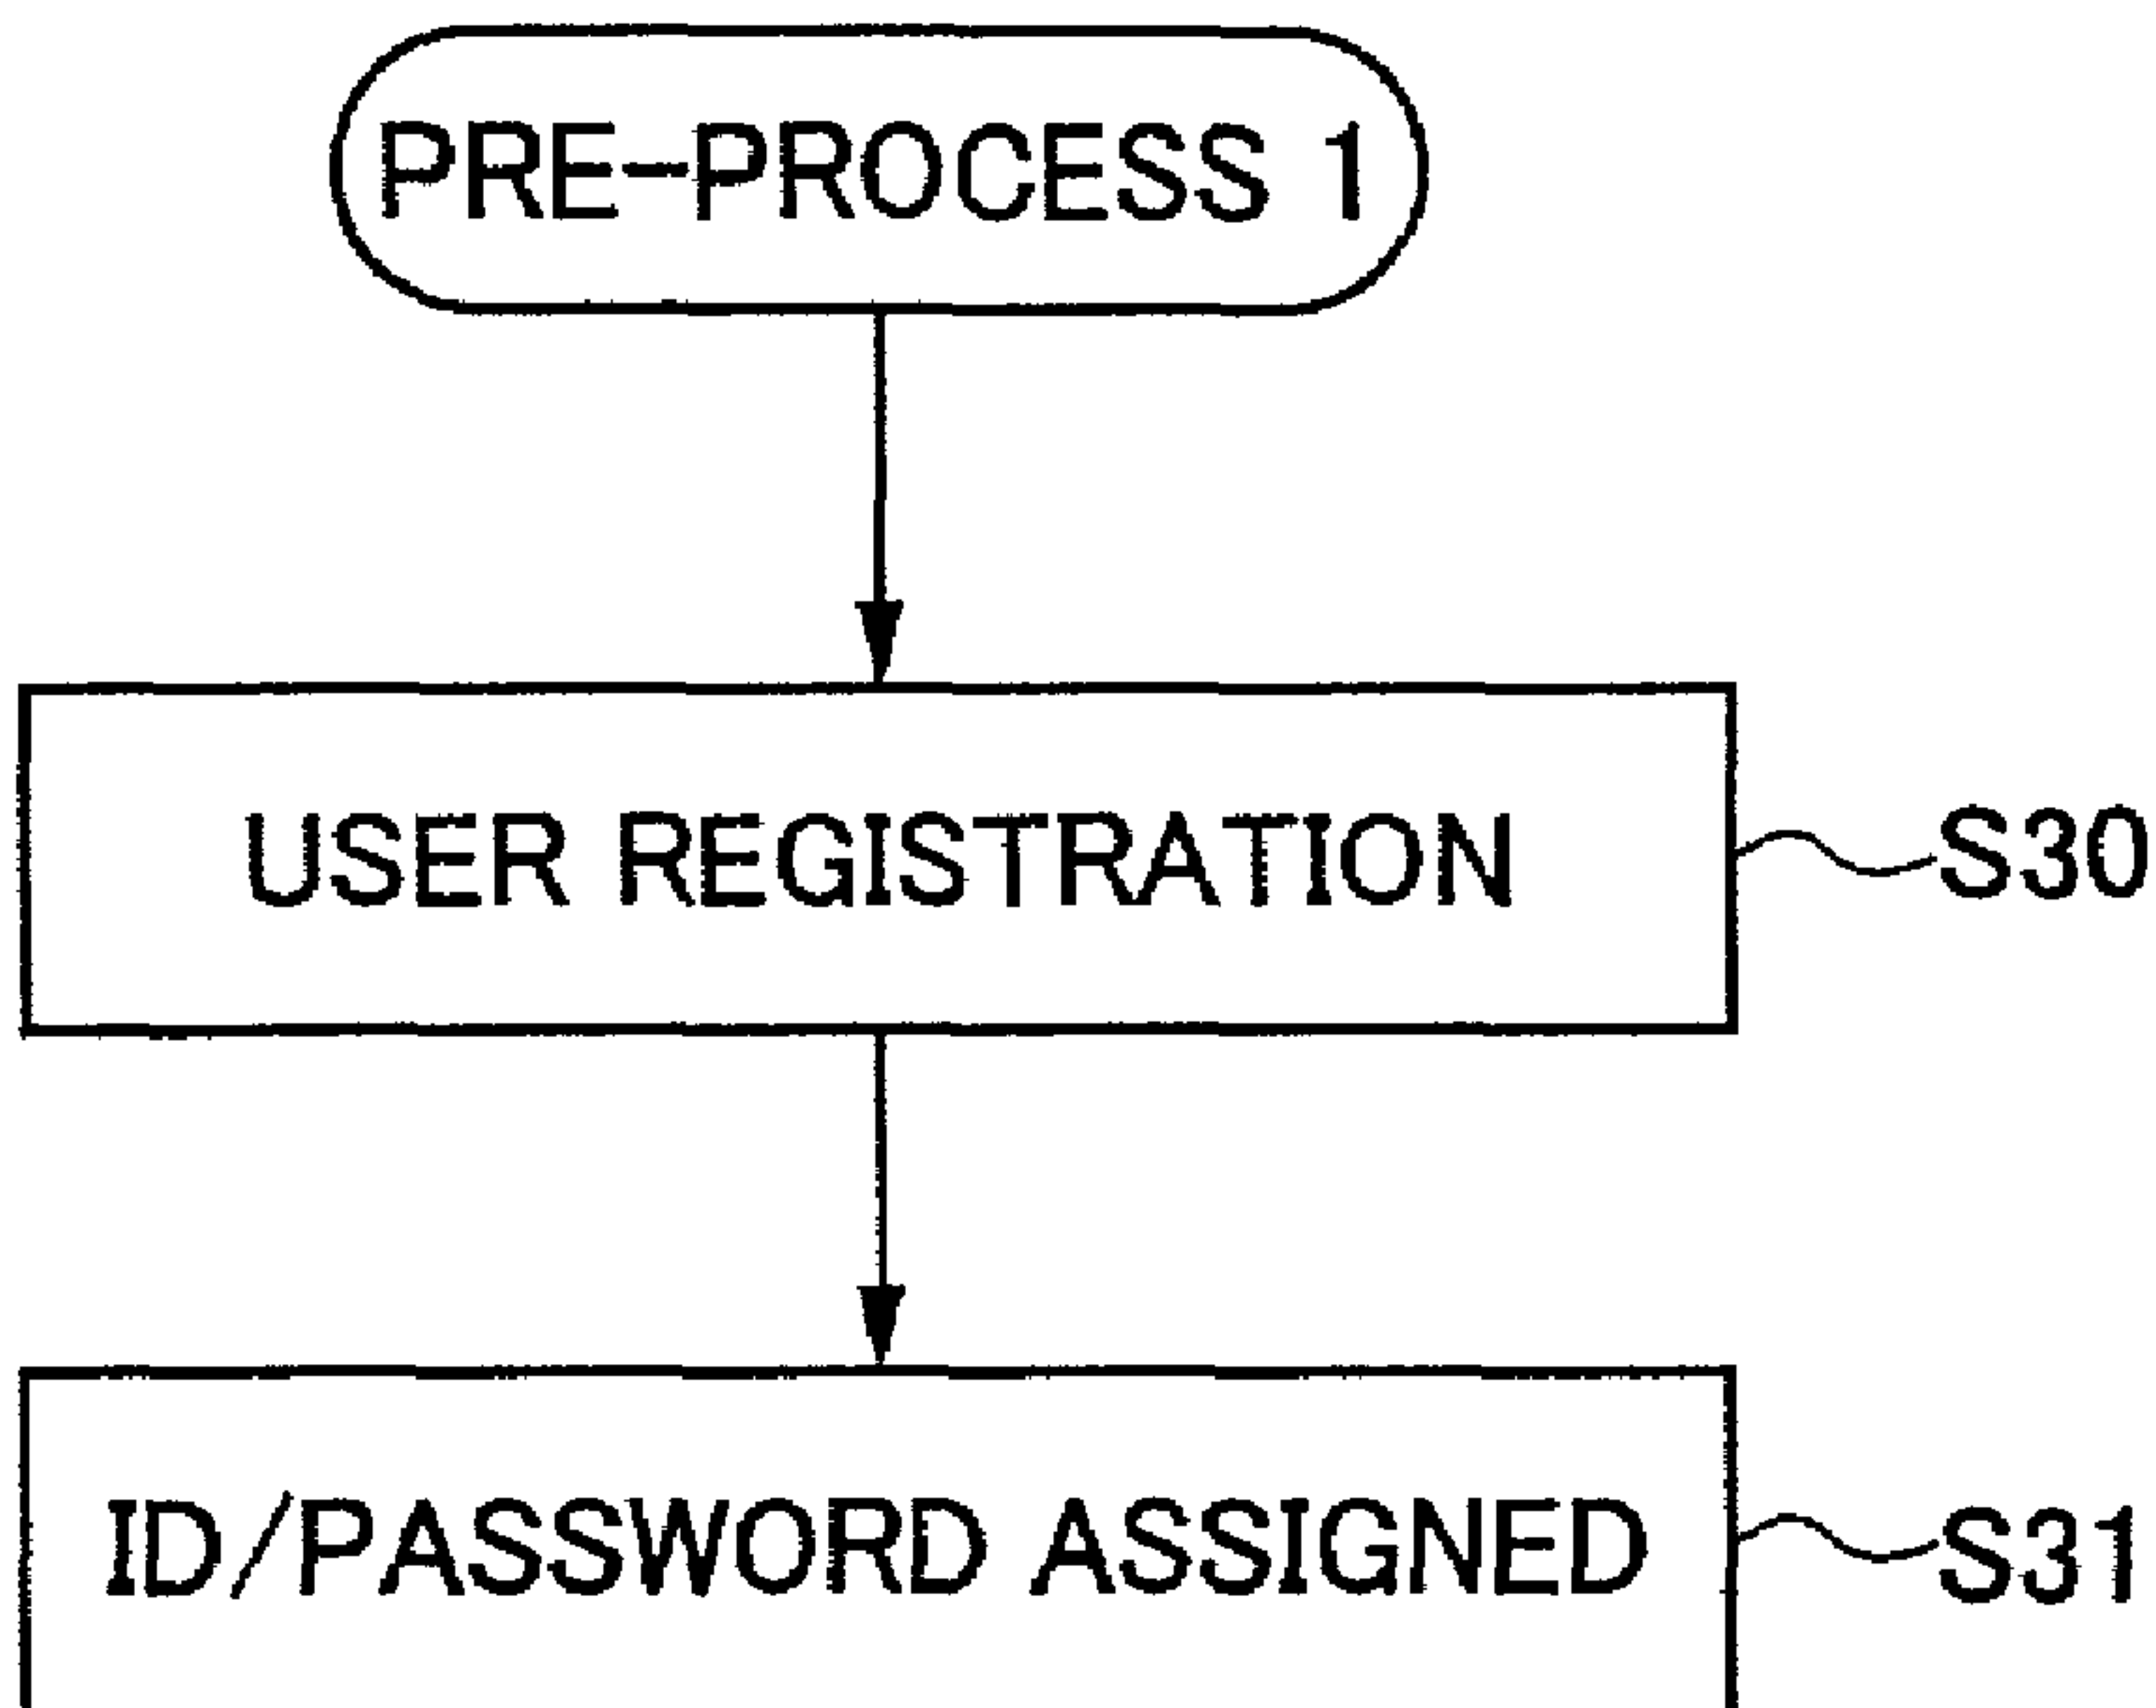 PRE-PROCESS 1
USER REGISTRATION
S30
ID/PASSWORD ASSIGNED
S31